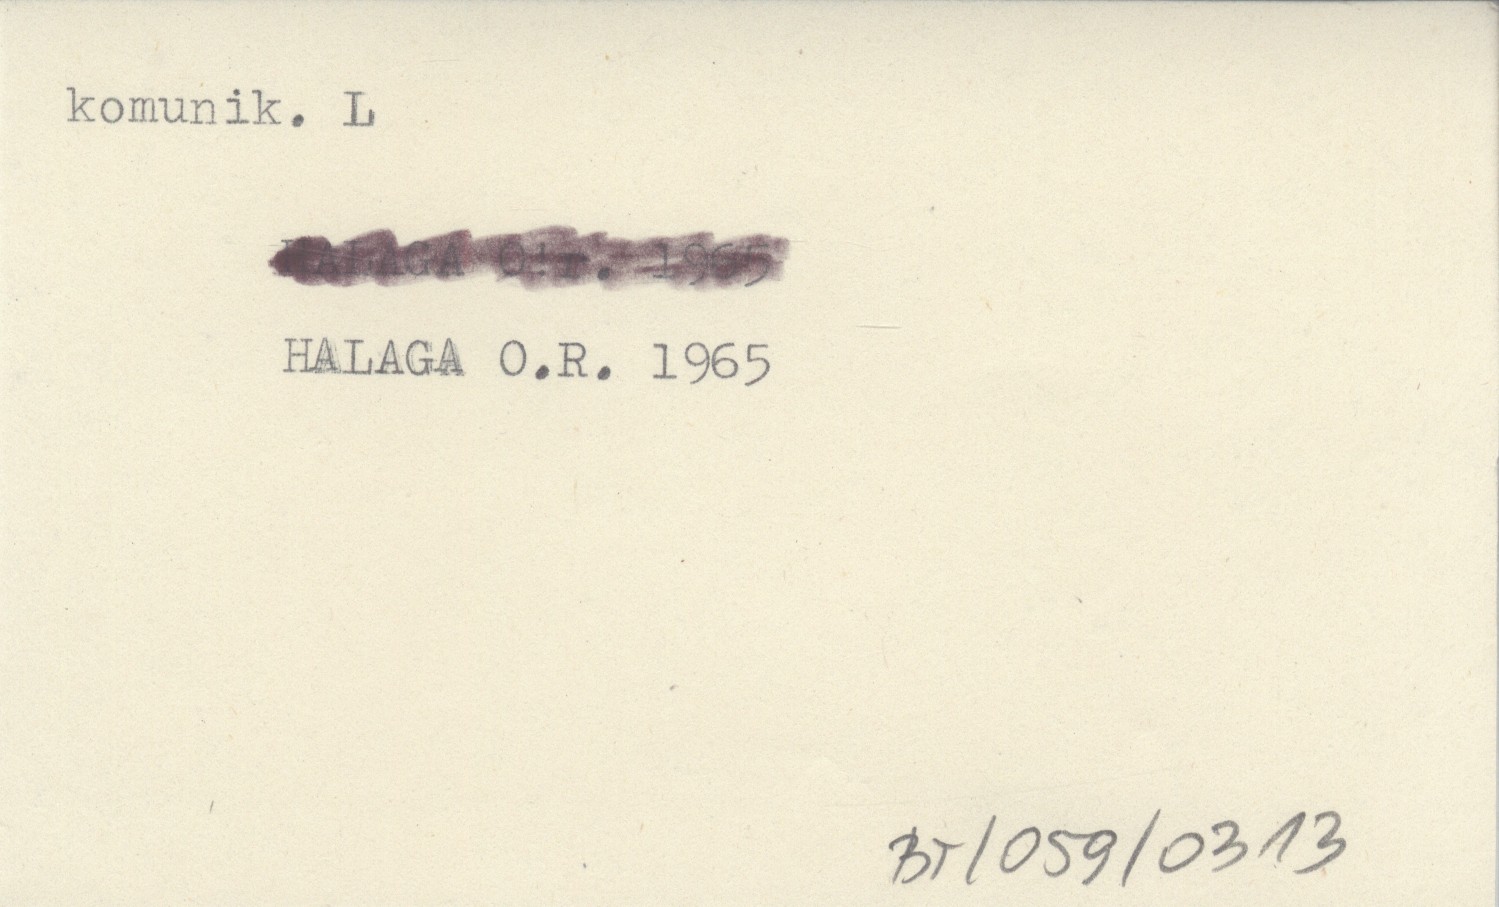 komunik. L
HALAGA O.R. 1965
BT/059/0313